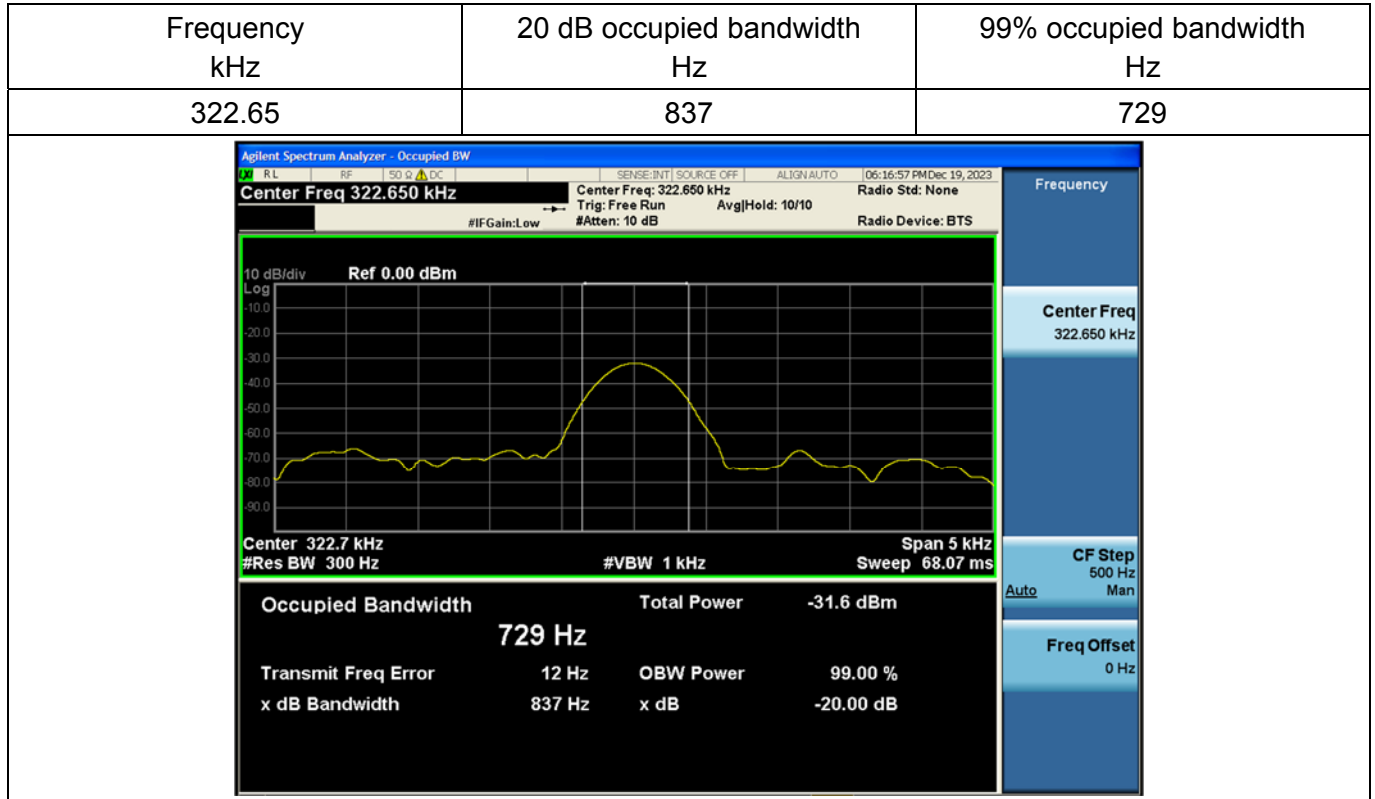 Frequency
kHz
20 dB occupied bandwidth
Hz
99% occupied bandwidth
Hz
322.65 837 729
Agilent Spectrum Analyzer - Occupied BW
LXI RL RF 50 Ω DC SENSE:INT SOURCE OFF ALIGN AUTO 06:16:57 PM Dec 19, 2023
Center Freq 322.650 kHz Center Freq: 322.650 kHz Radio Std: None
Trig: Free Run Avg|Hold: 10/10
#IFGain:Low #Atten: 10 dB Radio Device: BTS
10 dB/div Ref 0.00 dBm
Log
-10.0
-20.0
-30.0
-40.0
-50.0
-60.0
-70.0
-80.0
-90.0
Center 322.7 kHz Span 5 kHz
#Res BW 300 Hz #VBW 1 kHz Sweep 68.07 ms
Occupied Bandwidth Total Power -31.6 dBm
729 Hz
Transmit Freq Error 12 Hz OBW Power 99.00 %
x dB Bandwidth 837 Hz x dB -20.00 dB
Frequency
Center Freq
322.650 kHz
CF Step
500 Hz
Auto Man
Freq Offset
0 Hz